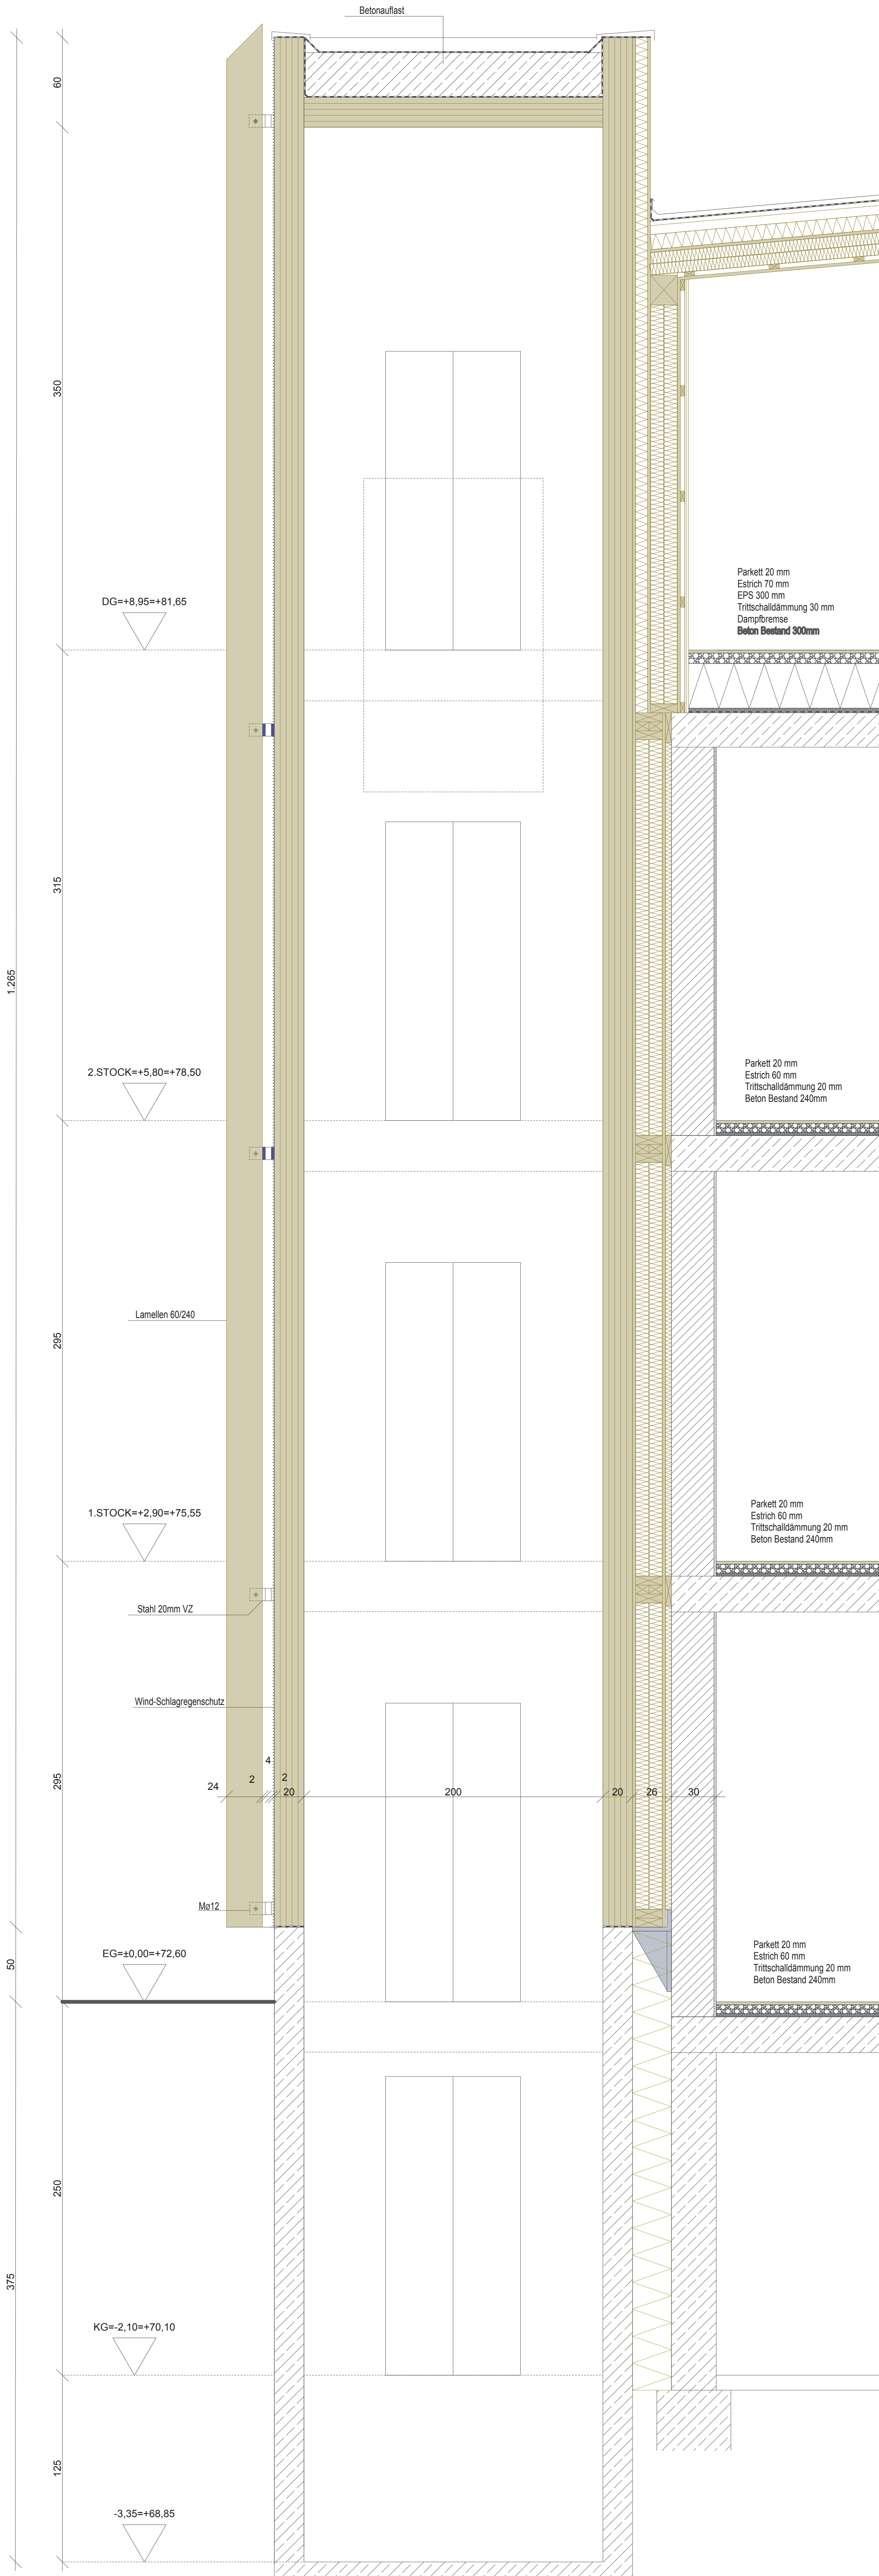 Betonauflast
60
350
Parkett 20 mm
Estrich 70 mm
EPS 300 mm
Trittschalldämmung 30 mm
Dampfbremse
Beton Bestand 300mm
DG=+8,95=+81,65
315
1.265
Parkett 20 mm
Estrich 60 mm
Trittschalldämmung 20 mm
Beton Bestand 240mm
2.STOCK=+5,80=+78,50
Lamellen 60/240
295
Parkett 20 mm
Estrich 60 mm
Trittschalldämmung 20 mm
Beton Bestand 240mm
1.STOCK=+2,90=+75,55
Stahl 20mm VZ
Wind-Schlagregenschutz
295
24
2
4
2
20
200
20
26
30
Mø12
50
EG=±0,00=+72,60
Parkett 20 mm
Estrich 60 mm
Trittschalldämmung 20 mm
Beton Bestand 240mm
250
375
KG=-2,10=+70,10
125
-3,35=+68,85